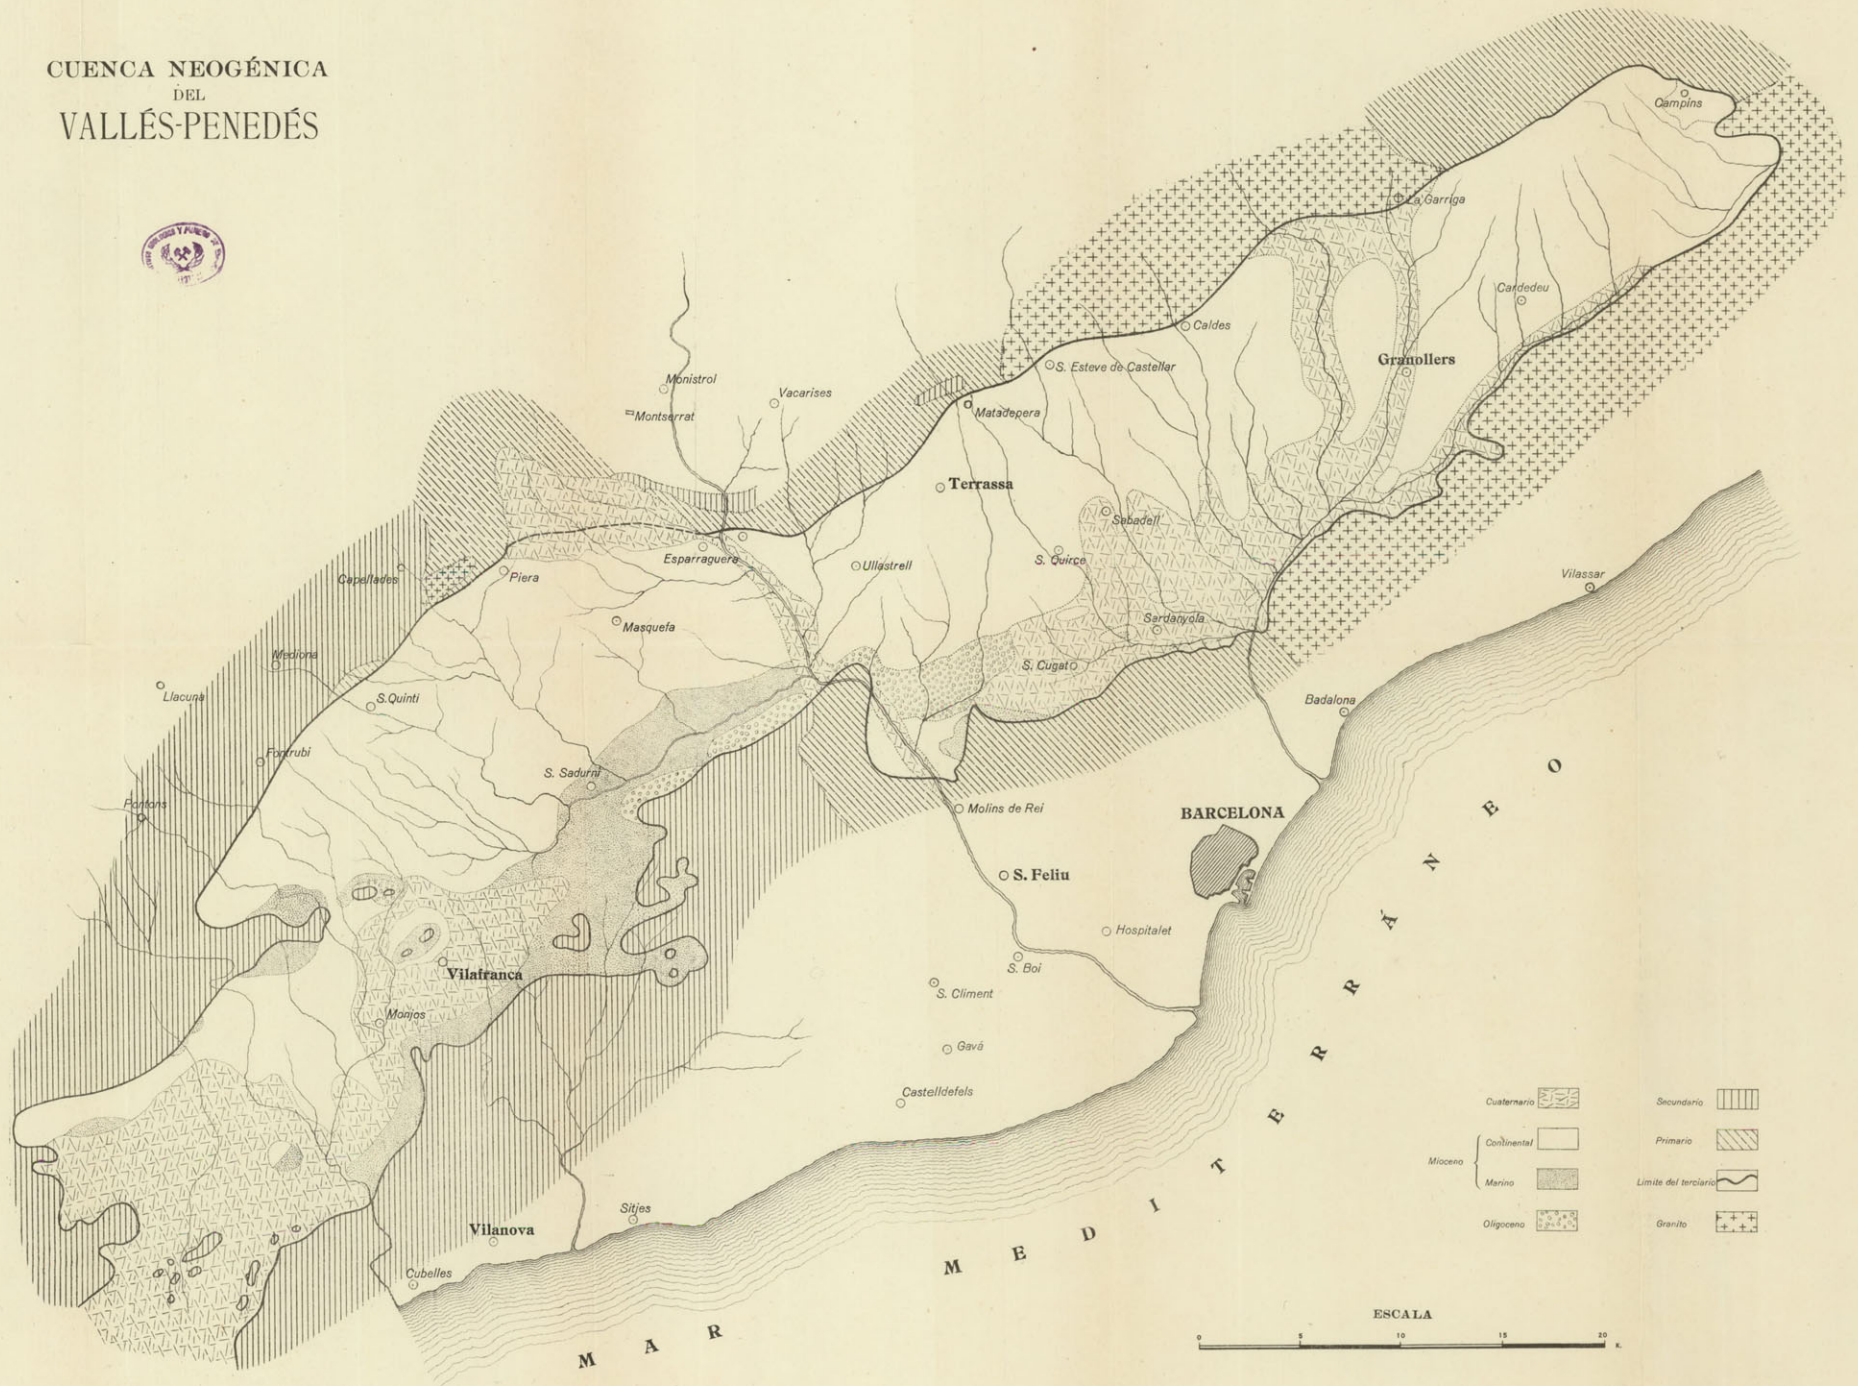 CUENCA NEOGÉNICA
DEL
VALLÉS-PENEDÉS
Campins
La Garriga
Cardedeu
Caldes
Granollers
S. Esteve de Castellar
Monistrol
Vacarises
Montserrat
Matadepera
Terrassa
Sabadell
Esparraguera
Ullastrell
S. Quirce
Capellades
Piera
Vilassar
Masquefa
Sardanyola
Mediona
S. Cugat
Llacuna
S. Quintí
Badalona
Fontrubí
S. Sadurní
Pontons
Molins de Rei
BARCELONA
S. Feliu
Hospitalet
Vilafranca
S. Boi
S. Climent
Monjos
Gavá
Castelldefels
Sitjes
Vilanova
Cubelles
MAR MEDITERRÁNEO
Cuaternario
Secundario
Continental
Primario
Mioceno
Marino
Limite del terciario
Oligoceno
Granito
ESCALA
0 5 10 15 20 K.